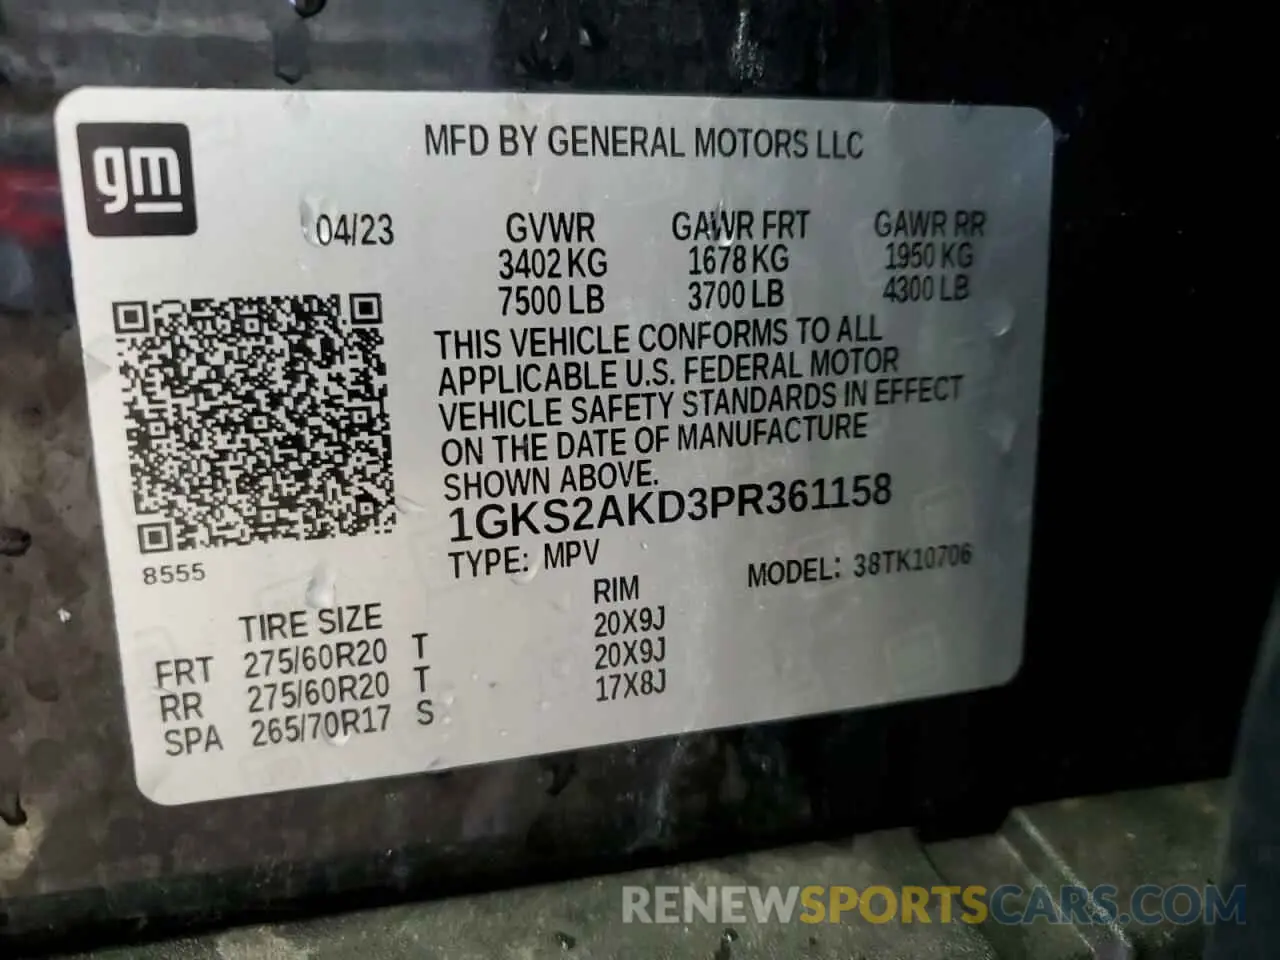 gm
MFD BY GENERAL MOTORS LLC
04/23
GVWR GAWR FRT GAWR RR
3402 KG 1678 KG 1950 KG
7500 LB 3700 LB 4300 LB
THIS VEHICLE CONFORMS TO ALL
APPLICABLE U.S. FEDERAL MOTOR
VEHICLE SAFETY STANDARDS IN EFFECT
ON THE DATE OF MANUFACTURE
SHOWN ABOVE.
1GKS2AKD3PR361158
8555
TYPE: MPV MODEL: 38TK10706
TIRE SIZE RIM
FRT 275/60R20 T 20X9J
RR 275/60R20 T 20X9J
SPA 265/70R17 S 17X8J
RENEWSPORTSCARS.COM